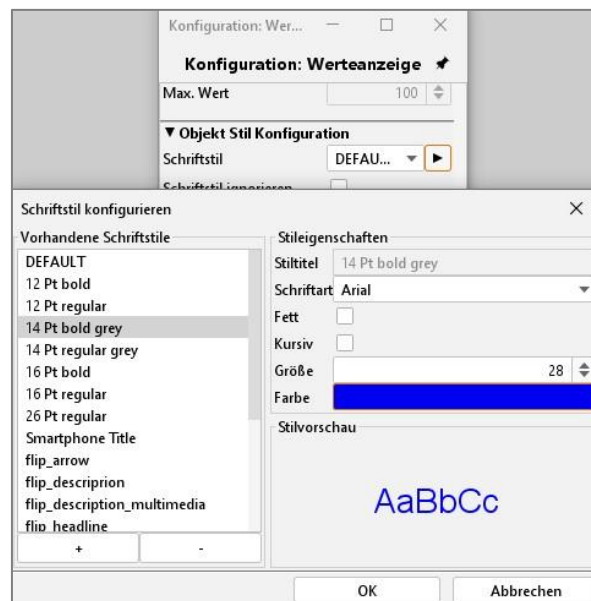 Konfiguration: Wer...
Konfiguration: Werteanzeige
Max. Wert 100
▼ Objekt Stil Konfiguration
Schriftstil DEFAU...
Schriftstil ignorieren
Schriftstil konfigurieren
Vorhandene Schriftstile
DEFAULT
12 Pt bold
12 Pt regular
14 Pt bold grey
14 Pt regular grey
16 Pt bold
16 Pt regular
26 Pt regular
Smartphone Title
flip_arrow
flip_descriprion
flip_description_multimedia
flip_headline
+ -
Stileigenschaften
Stiltitel 14 Pt bold grey
Schriftart Arial
Fett
Kursiv
Größe 28
Farbe
Stilvorschau
AaBbCc
OK Abbrechen